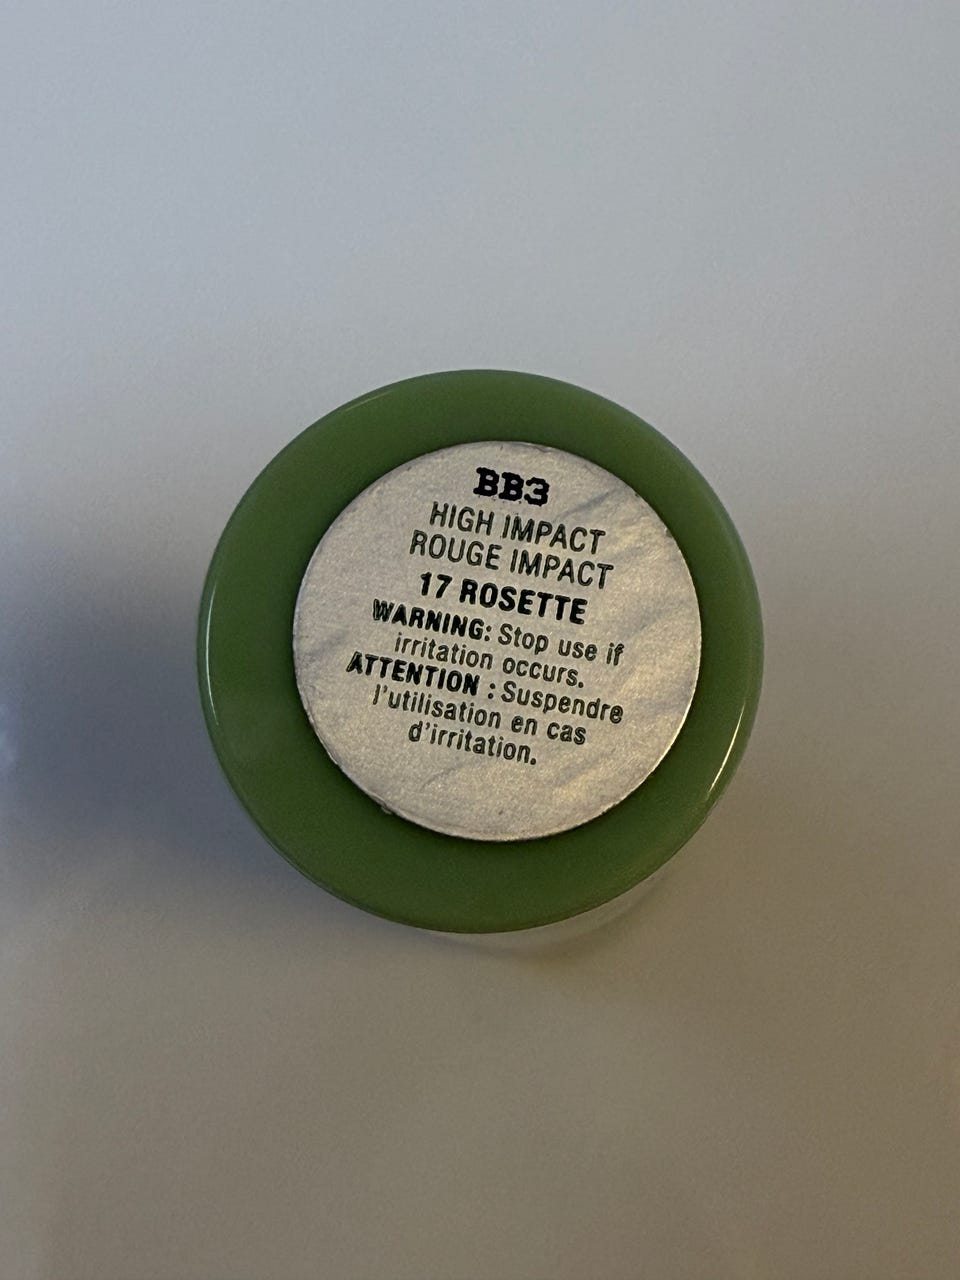 BB3
HIGH IMPACT
ROUGE IMPACT
17 ROSETTE
WARNING: Stop use if
irritation occurs.
ATTENTION : Suspendre
l'utilisation en cas
d'irritation.